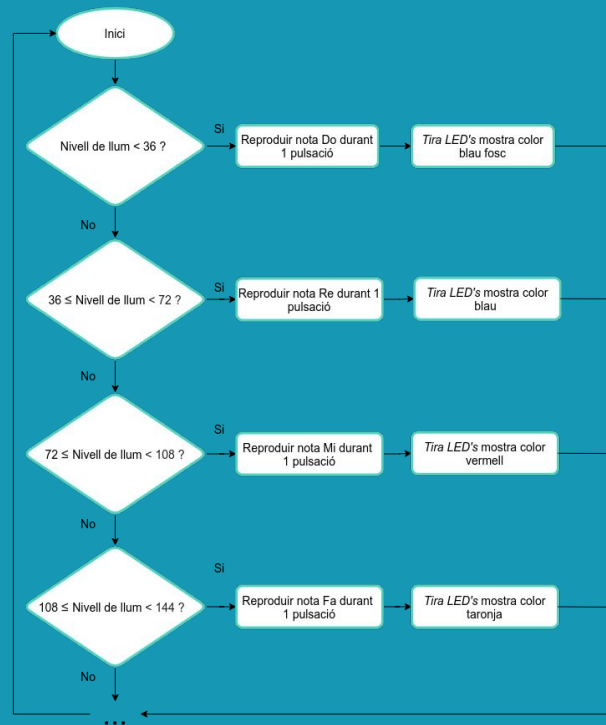 Inici
Nivell de llum < 36 ?
Si
Reproduir nota Do durant
1 pulsació
Tira LED's mostra color
blau fosc
No
36 ≤ Nivell de llum < 72 ?
Si
Reproduir nota Re durant 1
pulsació
Tira LED's mostra color
blau
No
72 ≤ Nivell de llum < 108 ?
Si
Reproduir nota Mi durant
1 pulsació
Tira LED's mostra color
vermell
No
108 ≤ Nivell de llum < 144 ?
Si
Reproduir nota Fa durant
1 pulsació
Tira LED's mostra color
taronja
No
...